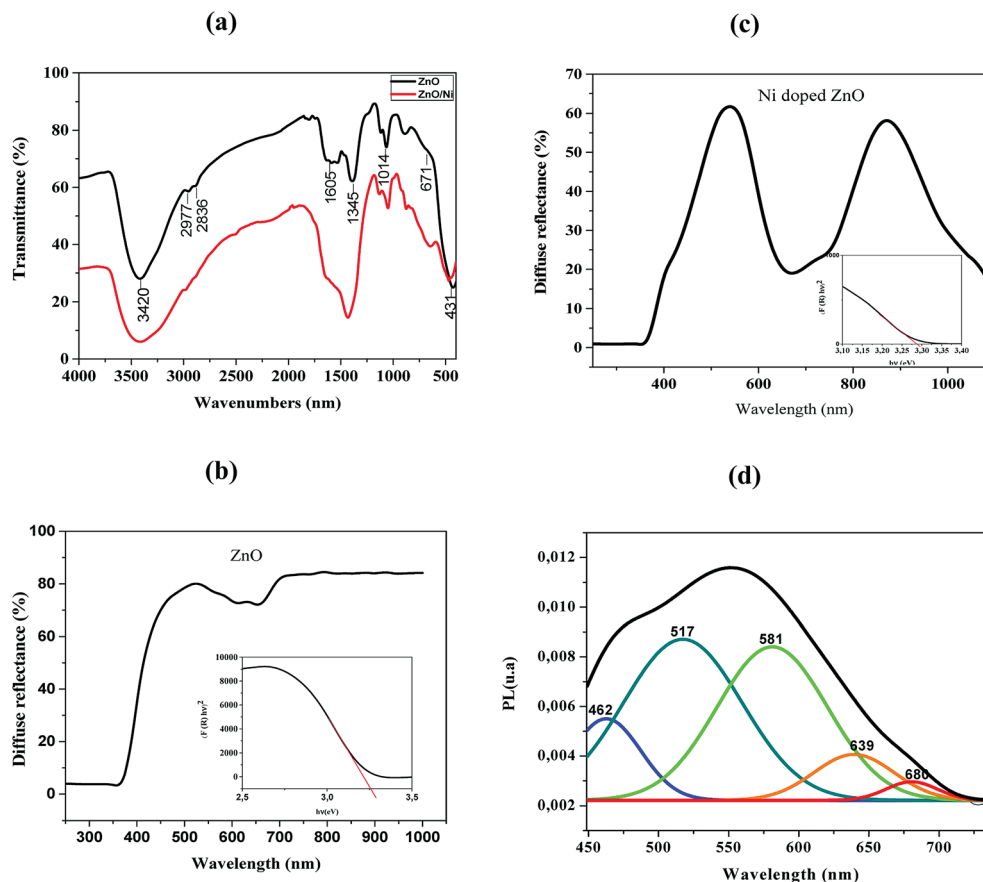 (a)
100
80
60
40
20
0
Transmittance (%)
ZnO
ZnO/Ni
3420
2977
2836
1605
1345
1014
671
431
4000 3500 3000 2500 2000 1500 1000 500
Wavenumbers (nm)
(c)
70
60
50
40
30
20
10
0
Diffuse reflectance (%)
Ni doped ZnO
1000
0
(F (R) hν)2
3,10 3,15 3,20 3,25 3,30 3,35 3,40
hν (eV)
400 600 800 1000
Wavelength (nm)
(b)
100
80
60
40
20
0
Diffuse reflectance (%)
ZnO
10000
8000
6000
4000
2000
0
(F (R) hν)2
2,5 3,0 3,5
hν(eV)
300 400 500 600 700 800 900 1000
Wavelength (nm)
(d)
0,012
0,010
0,008
0,006
0,004
0,002
PL(u.a)
462
517
581
639
680
450 500 550 600 650 700
Wavelength (nm)